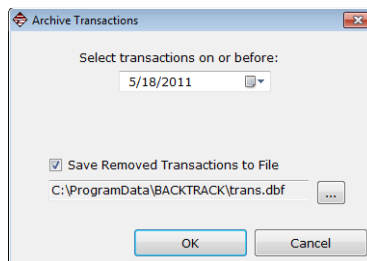 Archive Transactions
Select transactions on or before:
5/18/2011
Save Removed Transactions to File
C:\ProgramData\BACKTRACK\trans.dbf
...
OK Cancel